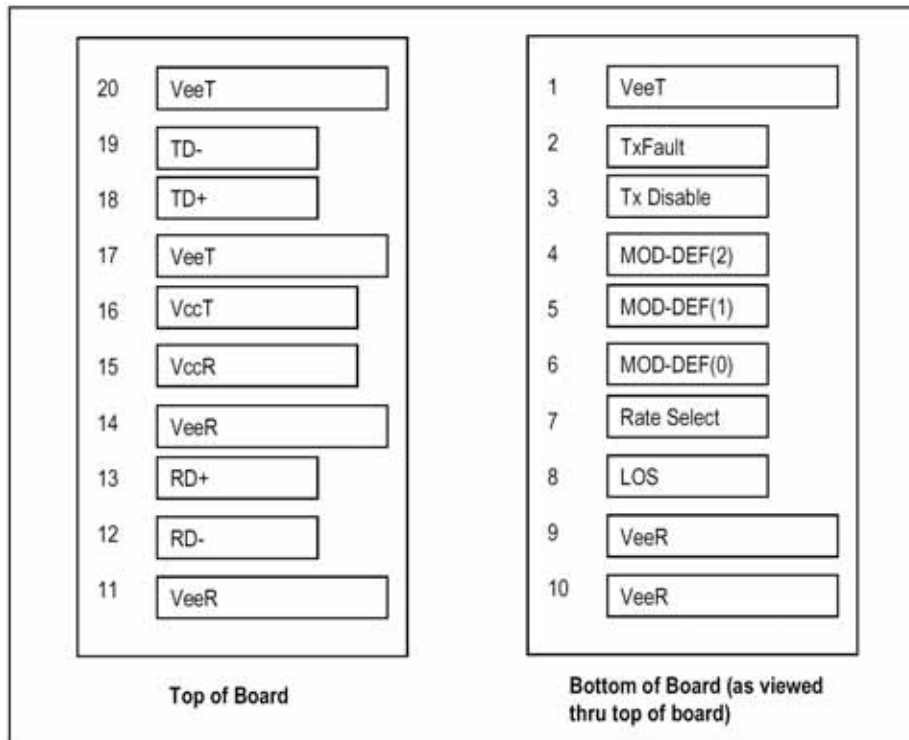 20 VeeT
19 TD-
18 TD+
17 VeeT
16 VccT
15 VccR
14 VeeR
13 RD+
12 RD-
11 VeeR
Top of Board
1 VeeT
2 TxFault
3 Tx Disable
4 MOD-DEF(2)
5 MOD-DEF(1)
6 MOD-DEF(0)
7 Rate Select
8 LOS
9 VeeR
10 VeeR
Bottom of Board (as viewed
thru top of board)